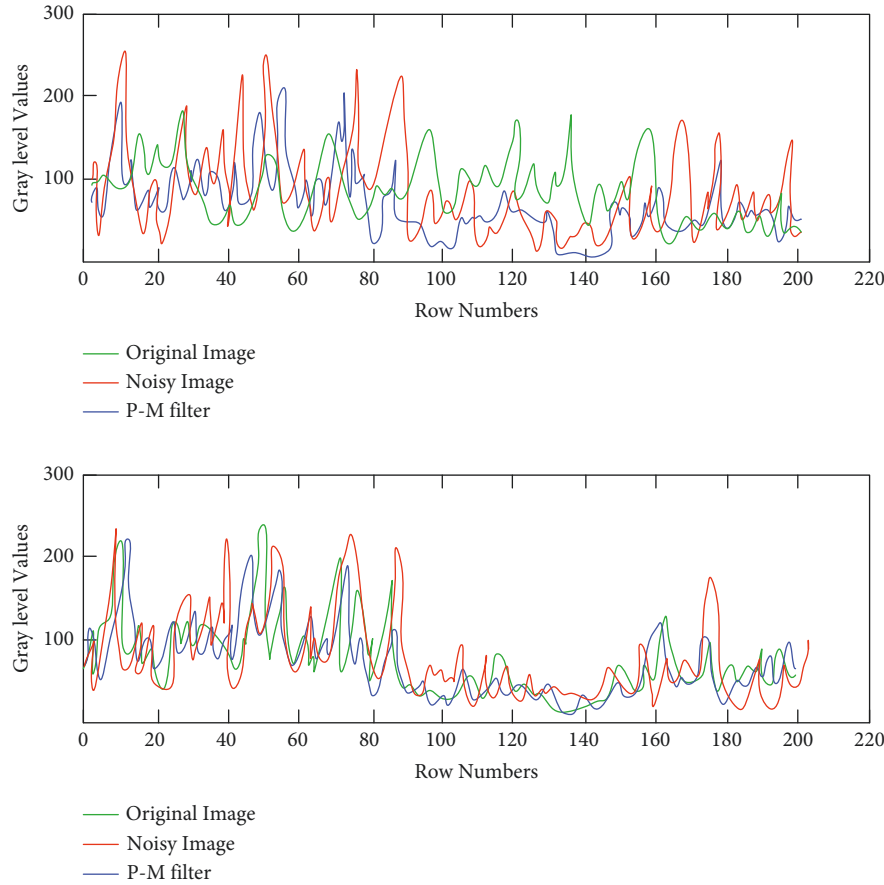 300
200
100
Gray level Values
0 20 40 60 80 100 120 140 160 180 200 220
Row Numbers
Original Image
Noisy Image
P-M filter
300
200
100
Gray level Values
0 20 40 60 80 100 120 140 160 180 200 220
Row Numbers
Original Image
Noisy Image
P-M filter